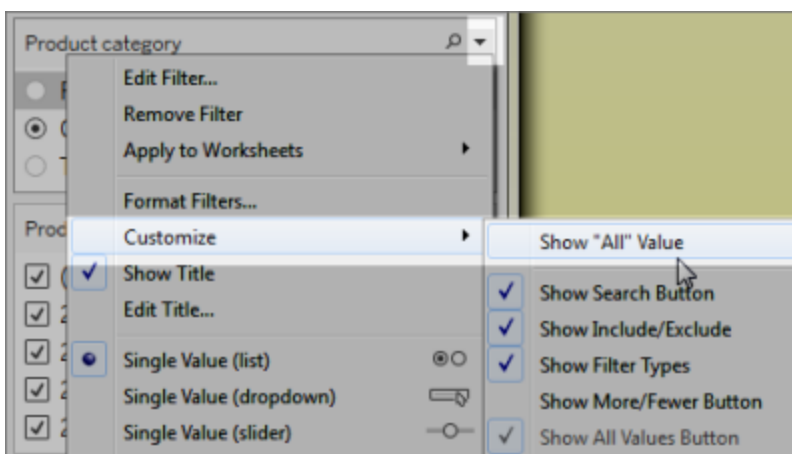 Product category
Edit Filter...
Remove Filter
Apply to Worksheets
Format Filters...
Customize
Show "All" Value
Show Title
Edit Title...
Show Search Button
Show Include/Exclude
Single Value (list)
Show Filter Types
Single Value (dropdown)
Show More/Fewer Button
Single Value (slider)
Show All Values Button